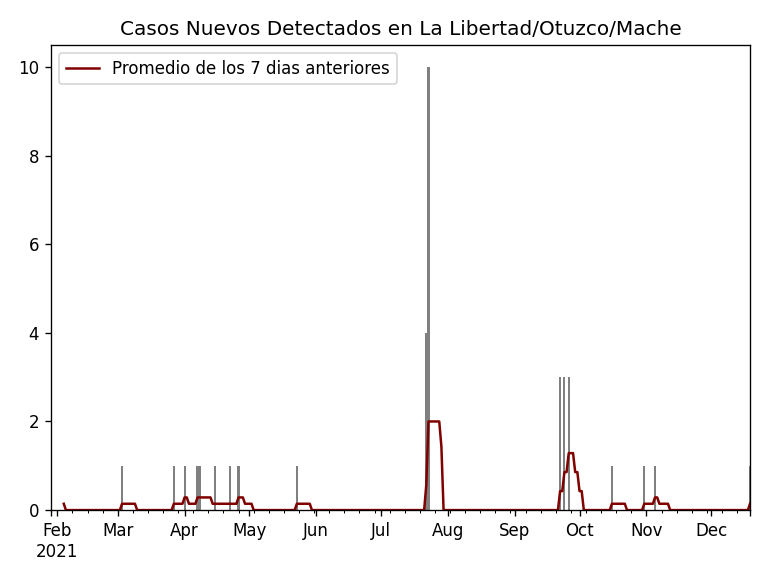 Casos Nuevos Detectados en La Libertad/Otuzco/Mache
Promedio de los 7 dias anteriores
10
8
6
4
2
0
Feb Mar Apr May Jun Jul Aug Sep Oct Nov Dec
2021